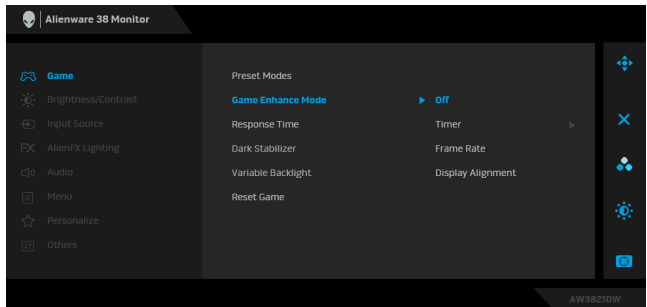 Alienware 38 Monitor
Game
Brightness/Contrast
Input Source
AlienFX Lighting
Audio
Menu
Personalize
Others
Preset Modes
Game Enhance Mode
Response Time
Dark Stabilizer
Variable Backlight
Reset Game
Off
Timer
Frame Rate
Display Alignment
AW3821DW